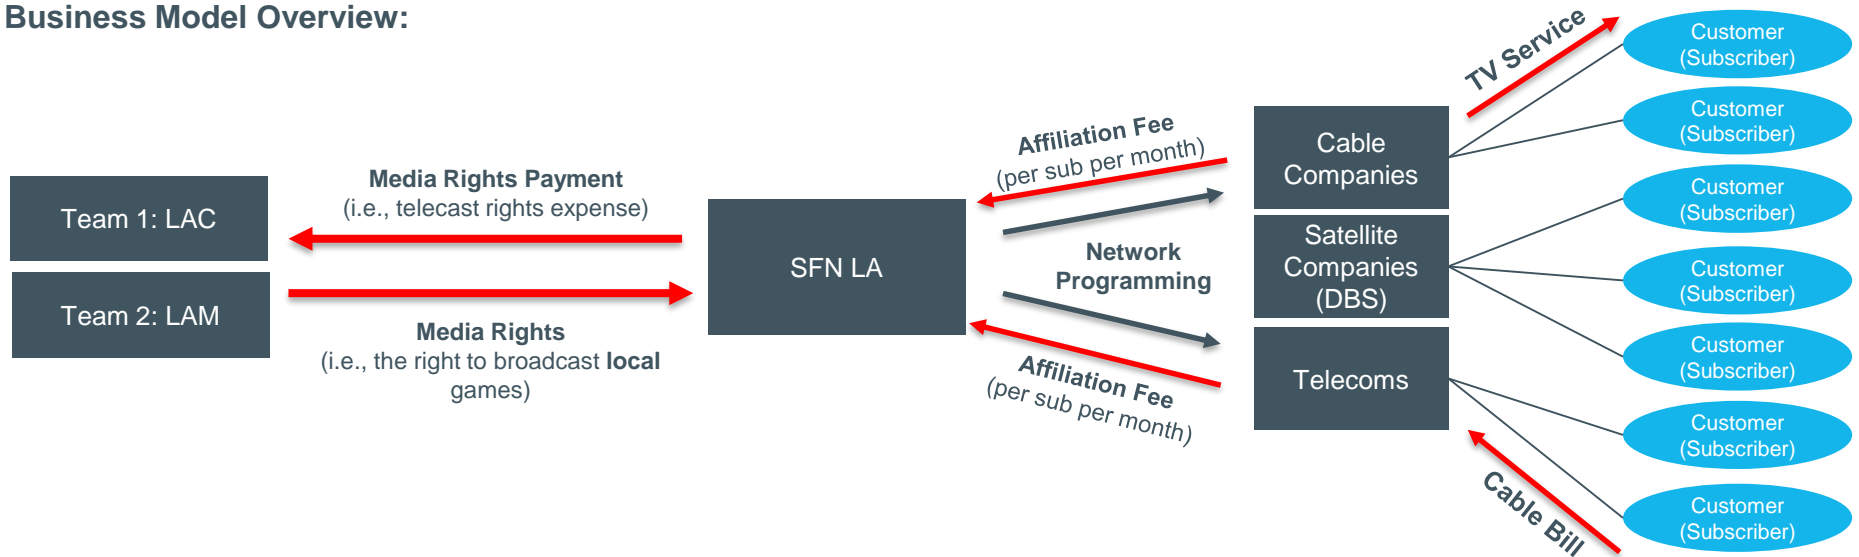 Business Model Overview:
Team 1: LAC
Team 2: LAM
Media Rights Payment
(i.e., telecast rights expense)
Media Rights
(i.e., the right to broadcast local
games)
SFN LA
Affiliation Fee
(per sub per month)
Network
Programming
Affiliation Fee
(per sub per month)
Cable
Companies
Satellite
Companies
(DBS)
Telecoms
TV Service
Cable Bill
Customer
(Subscriber)
Customer
(Subscriber)
Customer
(Subscriber)
Customer
(Subscriber)
Customer
(Subscriber)
Customer
(Subscriber)
Customer
(Subscriber)